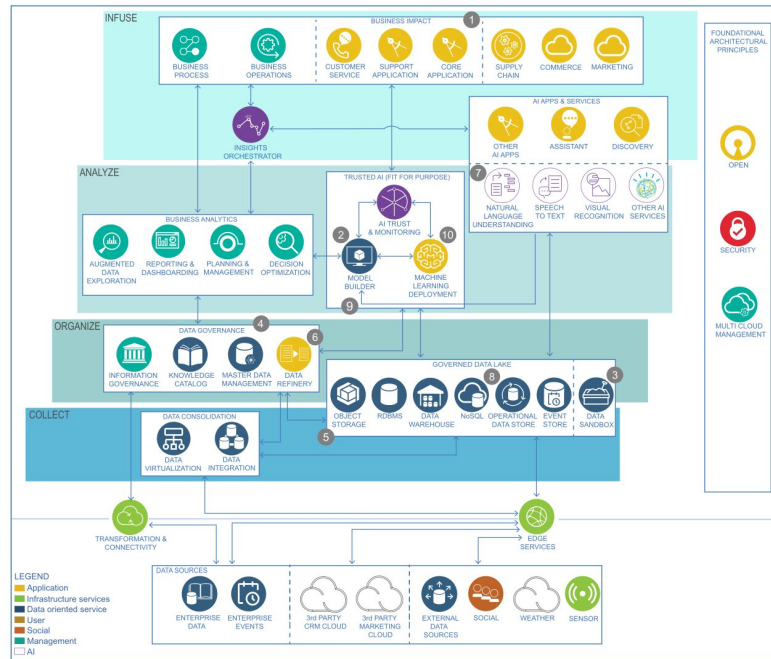 INFUSE
BUSINESS IMPACT
1
BUSINESS
PROCESS
BUSINESS
OPERATIONS
CUSTOMER
SERVICE
SUPPORT
APPLICATION
CORE
APPLICATION
SUPPLY
CHAIN
COMMERCE
MARKETING
FOUNDATIONAL
ARCHITECTURAL
PRINCIPLES
OPEN
SECURITY
MULTI CLOUD
MANAGEMENT
INSIGHTS
ORCHESTRATOR
AI APPS & SERVICES
OTHER
AI APPS
ASSISTANT
DISCOVERY
7
NATURAL
LANGUAGE
UNDERSTANDING
SPEECH
TO TEXT
VISUAL
RECOGNITION
OTHER AI
SERVICES
ANALYZE
TRUSTED AI (FIT FOR PURPOSE)
AI TRUST
& MONITORING
2
10
MODEL
BUILDER
MACHINE
LEARNING
DEPLOYMENT
9
BUSINESS ANALYTICS
AUGMENTED
DATA
EXPLORATION
REPORTING &
DASHBOARDING
PLANNING &
MANAGEMENT
DECISION
OPTIMIZATION
ORGANIZE
DATA GOVERNANCE
4
6
INFORMATION
GOVERNANCE
KNOWLEDGE
CATALOG
MASTER DATA
MANAGEMENT
DATA
REFINERY
GOVERNED DATA LAKE
8
3
OBJECT
STORAGE
RDBMS
DATA
WAREHOUSE
NoSQL
OPERATIONAL
DATA STORE
EVENT
STORE
DATA
SANDBOX
5
COLLECT
DATA CONSOLIDATION
DATA
VIRTUALIZATION
DATA
INTEGRATION
TRANSFORMATION &
CONNECTIVITY
EDGE
SERVICES
DATA SOURCES
ENTERPRISE
DATA
ENTERPRISE
EVENTS
3rd PARTY
CRM CLOUD
3rd PARTY
MARKETING
CLOUD
EXTERNAL
DATA
SOURCES
SOCIAL
WEATHER
SENSOR
LEGEND
Application
Infrastructure services
Data oriented service
User
Social
Management
AI